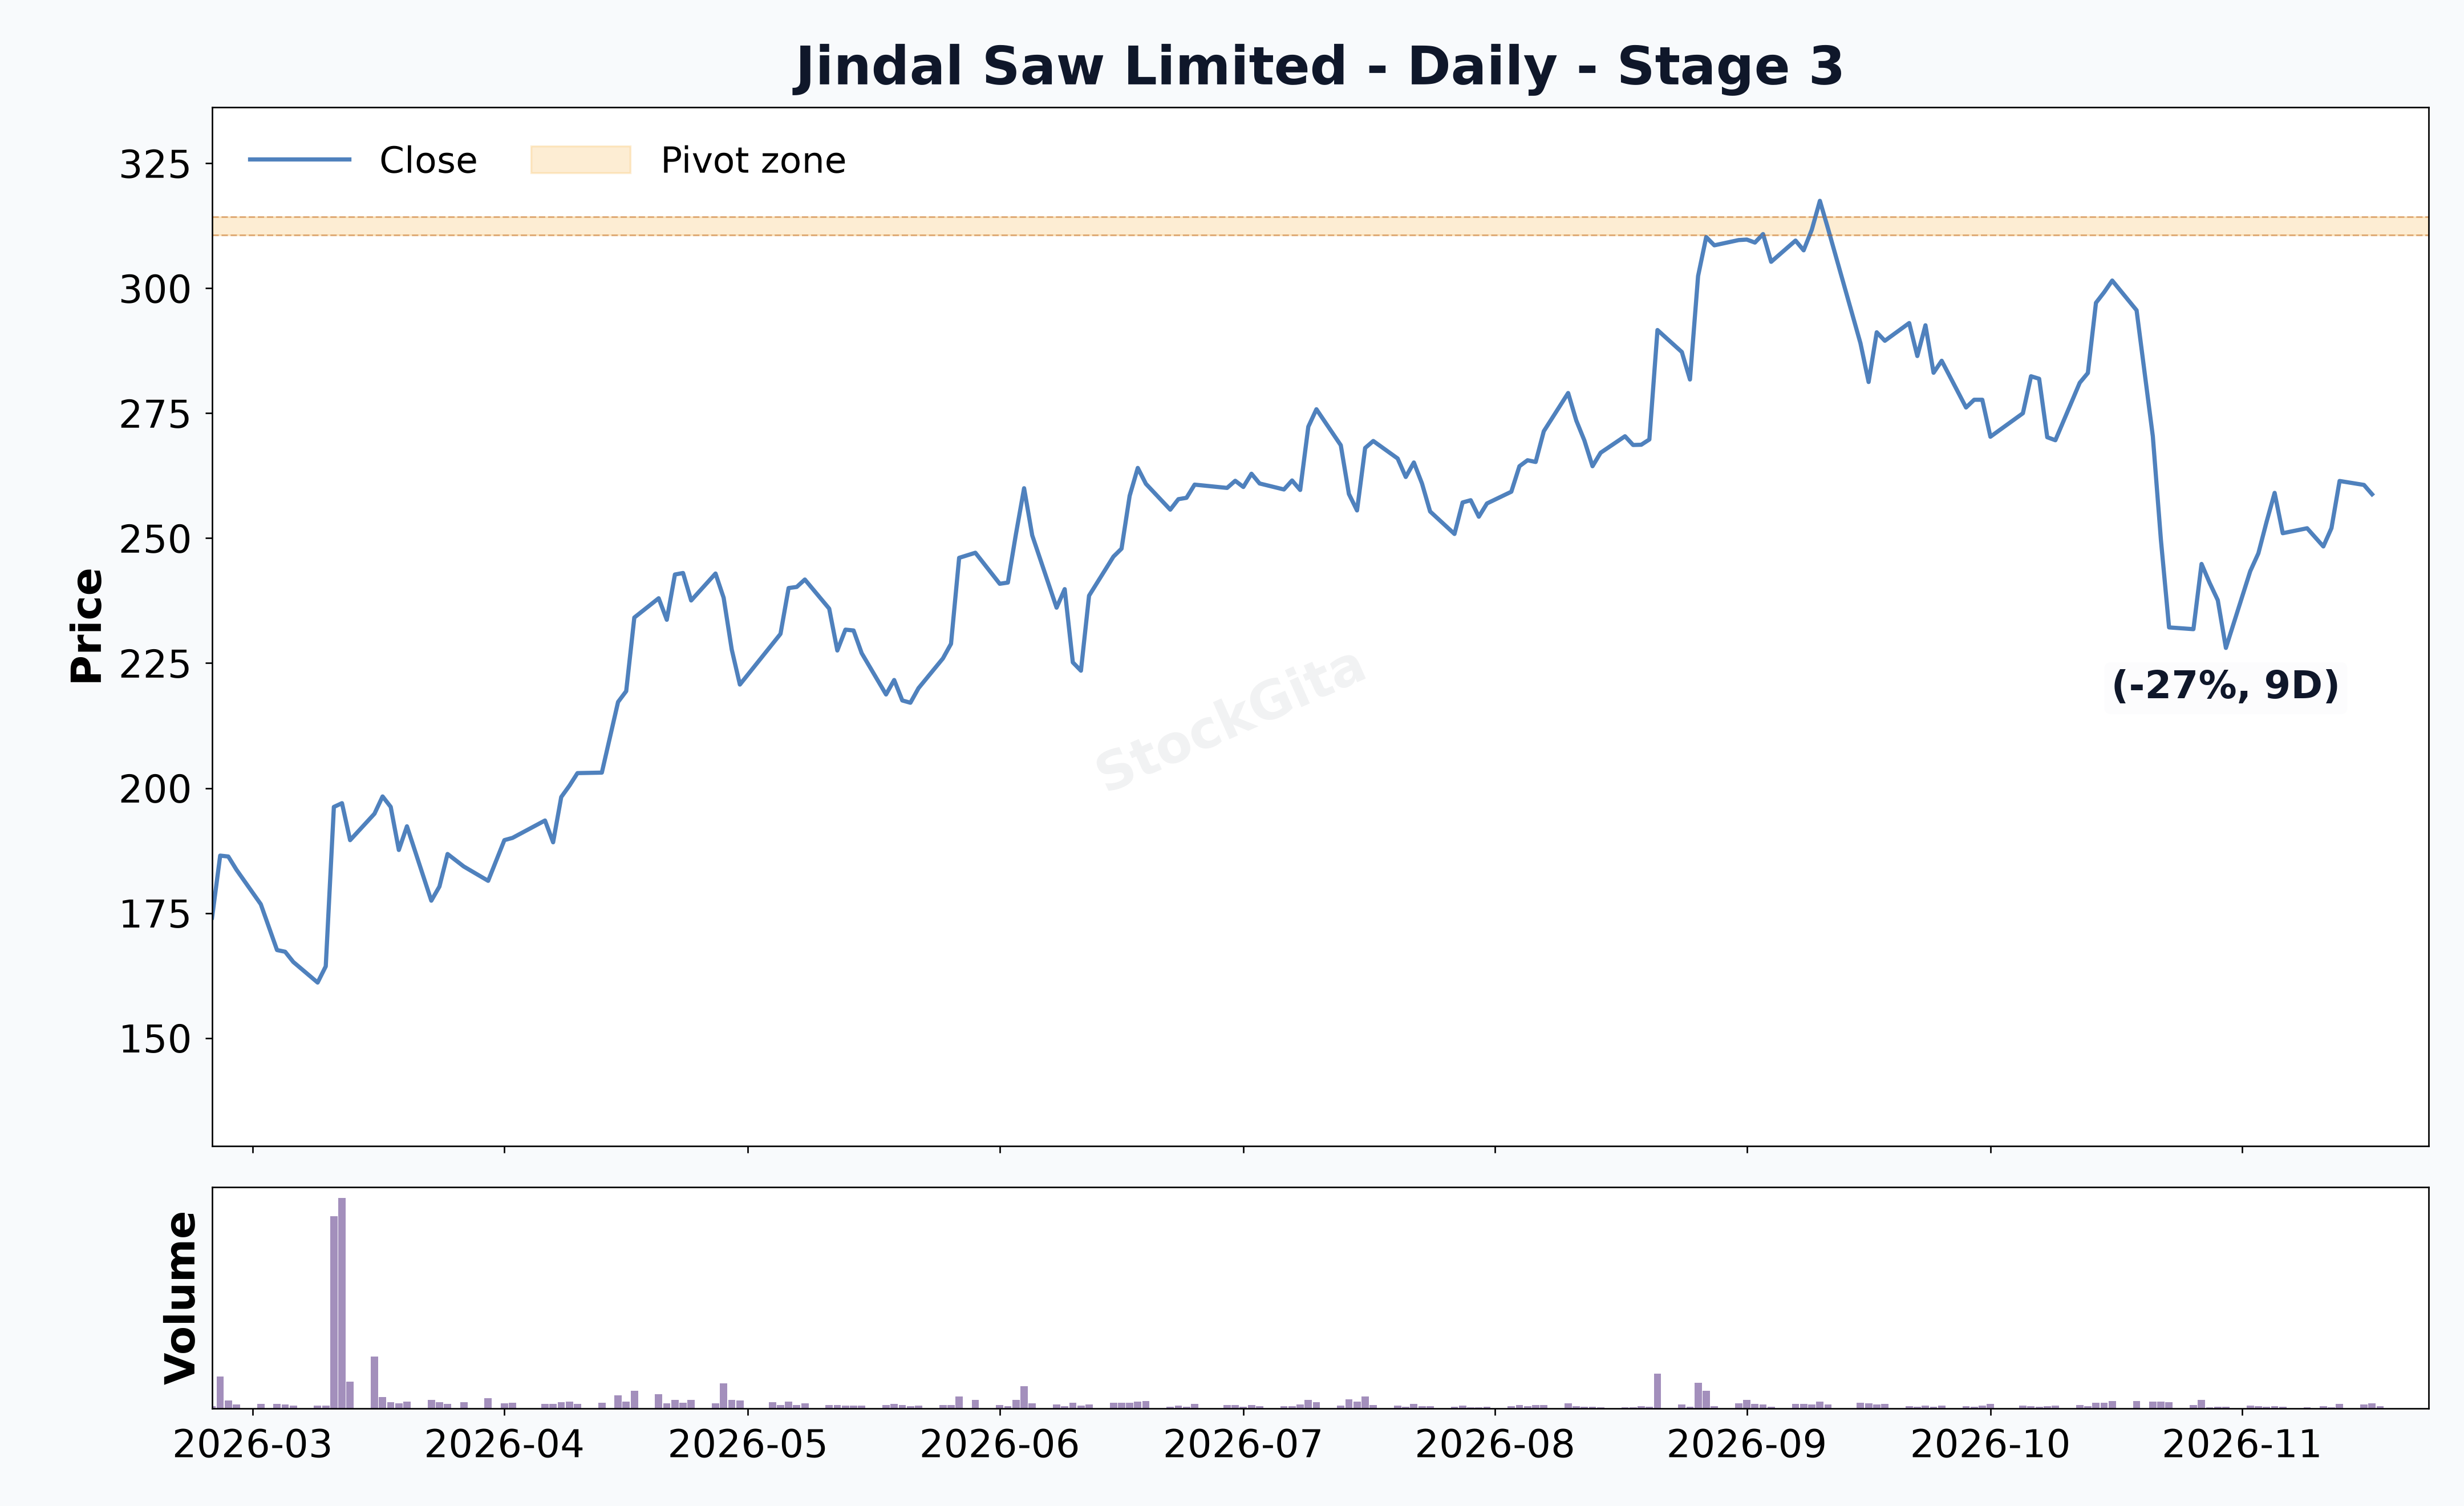 Jindal Saw Limited - Daily - Stage 3
Close
Pivot zone
325
300
275
250
225
200
175
150
Price
(-27%, 9D)
StockGita
Volume
2026-03
2026-04
2026-05
2026-06
2026-07
2026-08
2026-09
2026-10
2026-11